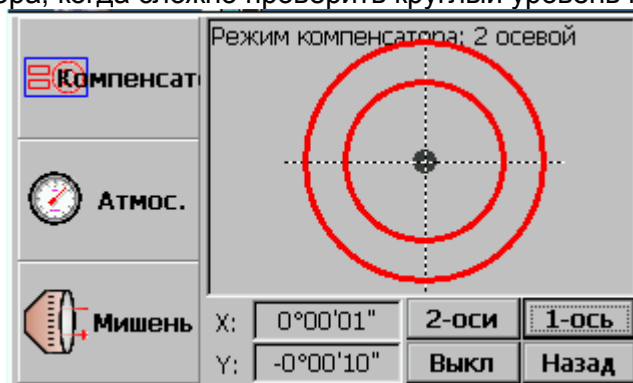 ра, когда сложно проверить круглый уровень
Режим компенсатора: 2 осевой
Компенсат
Атмос.
Мишень
X: 0°00'01" 2-оси 1-ось
Y: -0°00'10" Выкл Назад